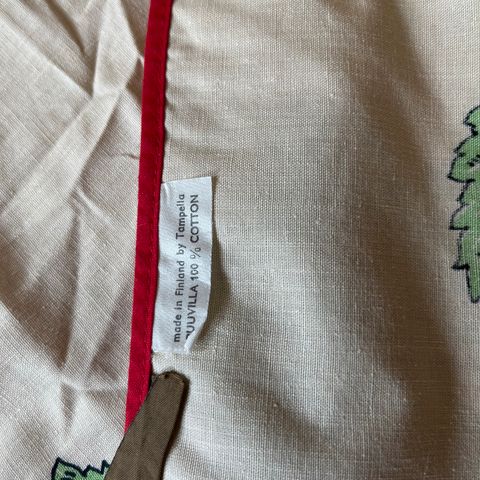 made in Finland by Tampella
PUUVILLA 100 % COTTON